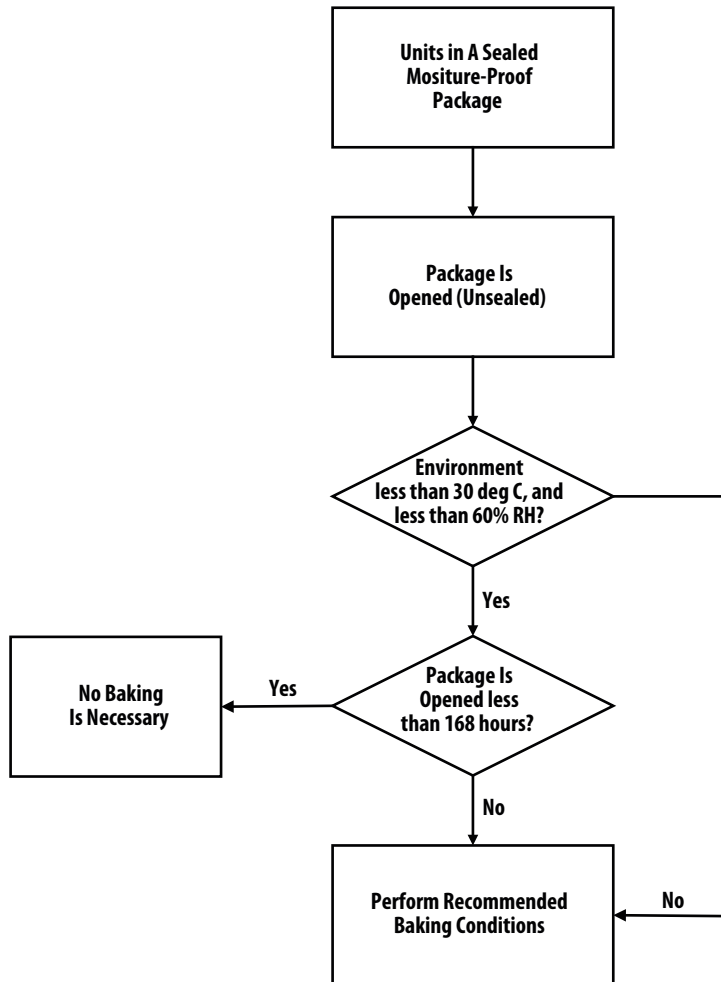 Units in A Sealed
Mositure-Proof
Package
Package Is
Opened (Unsealed)
Environment
less than 30 deg C, and
less than 60% RH?
Yes
No Baking
Is Necessary
Yes
Package Is
Opened less
than 168 hours?
No
Perform Recommended
Baking Conditions
No